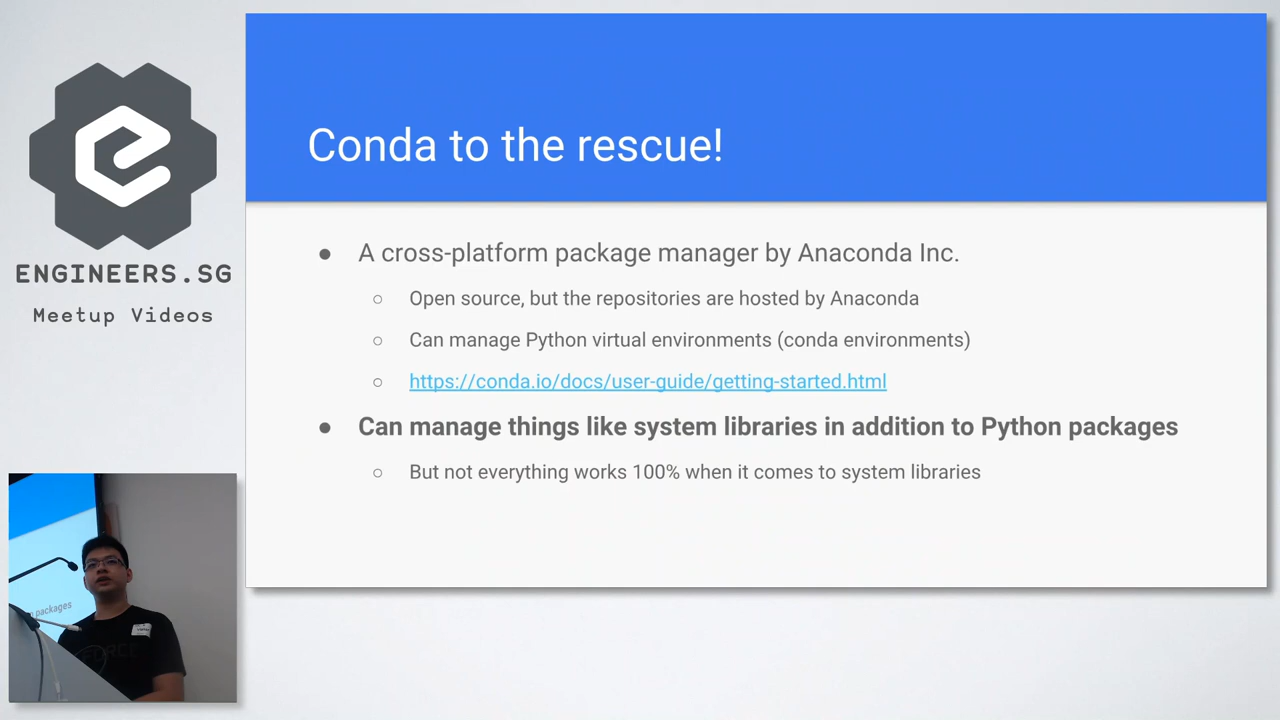 ENGINEERS.SG
Meetup Videos
Conda to the rescue!
● A cross-platform package manager by Anaconda Inc.
○ Open source, but the repositories are hosted by Anaconda
○ Can manage Python virtual environments (conda environments)
○ https://conda.io/docs/user-guide/getting-started.html
● Can manage things like system libraries in addition to Python packages
○ But not everything works 100% when it comes to system libraries
packages